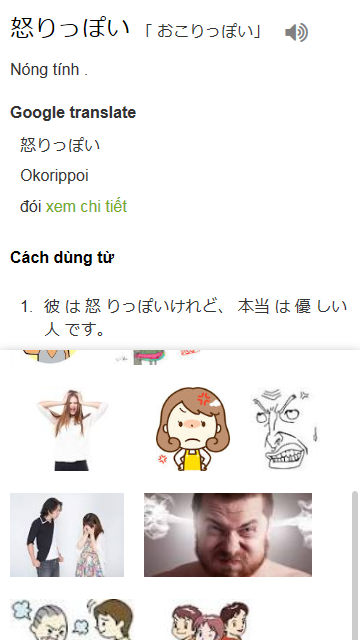 怒りっぽい 「 おこりっぽい」
Nóng tính .
Google translate
怒りっぽい
Okorippoi
đói xem chi tiết
Cách dùng từ
1. 彼 は 怒 りっぽいけれど、 本当 は 優 しい
人 です。